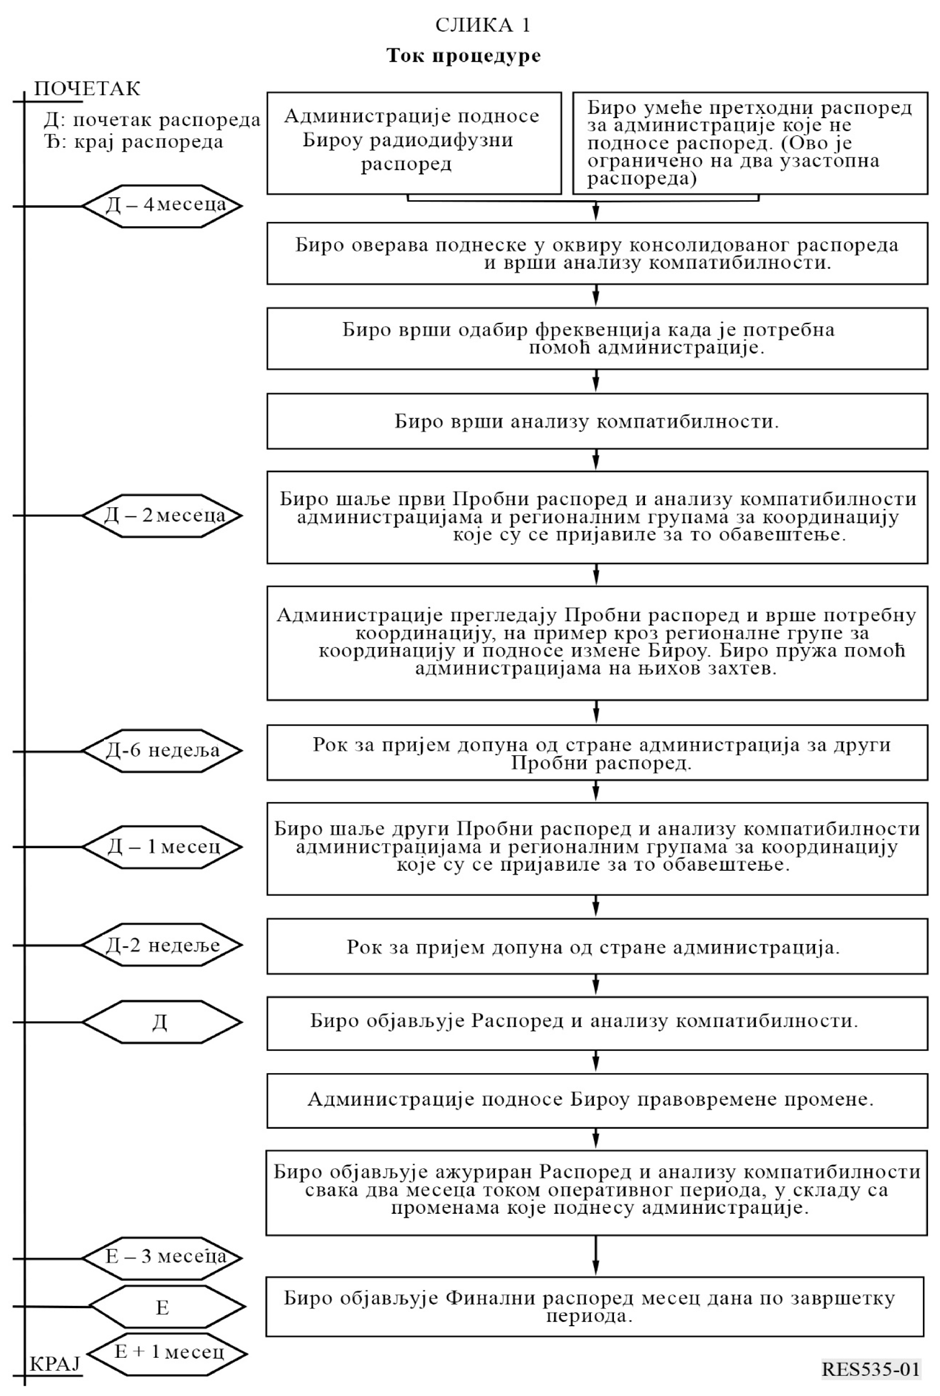 СЛИКА 1
Ток процедуре
ПОЧЕТАК
Д: почетак распореда
Ђ: крај распореда
Администрације подносе
Бироу радиодифузни
распоред
Биро умеће претходни распоред
за администрације које не
подносе распоред. (Ово је
ограничено на два узастопна
распореда)
Д – 4 месеца
Биро оверава поднеске у оквиру консолидованог распореда
и врши анализу компатибилности.
Биро врши одабир фреквенција када је потребна
помоћ администрације.
Биро врши анализу компатибилности.
Д – 2 месеца
Биро шаље први Пробни распоред и анализу компатибилности
администрацијама и регионалним групама за координацију
које су се пријавиле за то обавештење.
Администрације прегледају Пробни распоред и врше потребну
координацију, на пример кроз регионалне групе за
координацију и подносе измене Бироу. Биро пружа помоћ
администрацијама на њихов захтев.
Д-6 недеља
Рок за пријем допуна од стране администрација за други
Пробни распоред.
Д – 1 месец
Биро шаље други Пробни распоред и анализу компатибилности
администрацијама и регионалним групама за координацију
које су се пријавиле за то обавештење.
Д-2 недеље
Рок за пријем допуна од стране администрација.
Д
Биро објављује Распоред и анализу компатибилности.
Администрације подносе Бироу правовремене промене.
Биро објављује ажуриран Распоред и анализу компатибилности
свака два месеца током оперативног периода, у складу са
променама које поднесу администрације.
Е – 3 месеца
Е
Биро објављује Финални распоред месец дана по завршетку
периода.
Е + 1 месец
КРАЈ
RES535-01